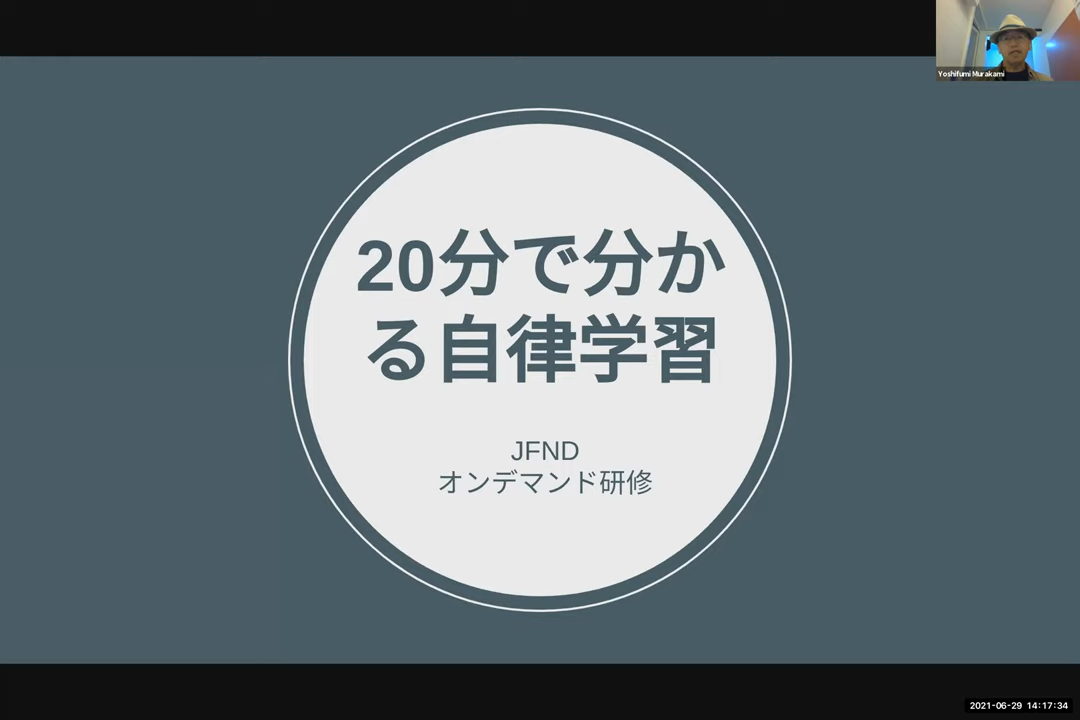 Yoshifumi Murakami
20分で分か
る自律学習
JFND
オンデマンド研修
2021-06-29 14:17:34